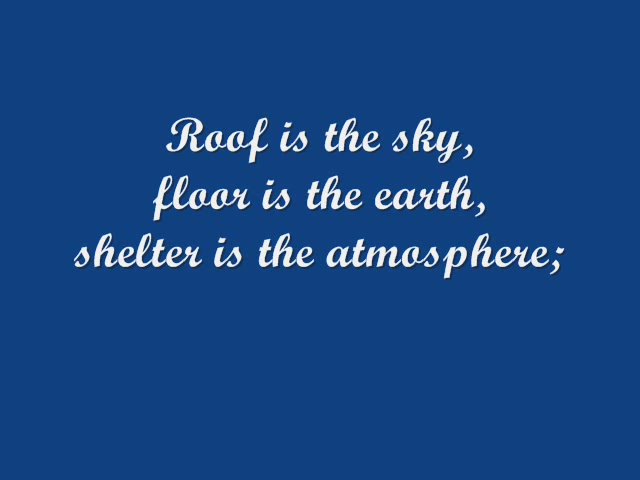 Roof is the sky,
floor is the earth,
shelter is the atmosphere;